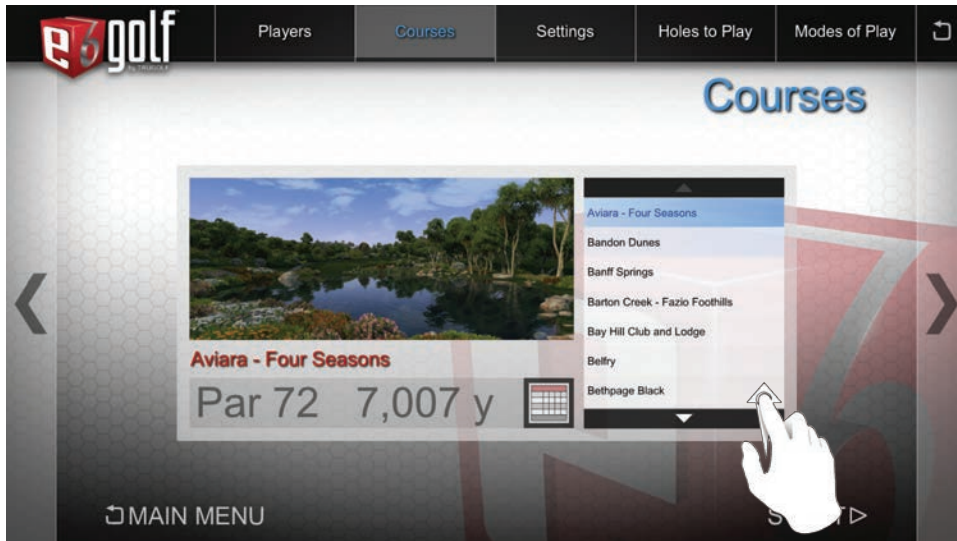 e6golf
by TRUGOLF
Players
Courses
Settings
Holes to Play
Modes of Play
Courses
Aviara - Four Seasons
Bandon Dunes
Banff Springs
Barton Creek - Fazio Foothills
Bay Hill Club and Lodge
Belfry
Bethpage Black
Aviara - Four Seasons
Par 72 7,007 y
MAIN MENU